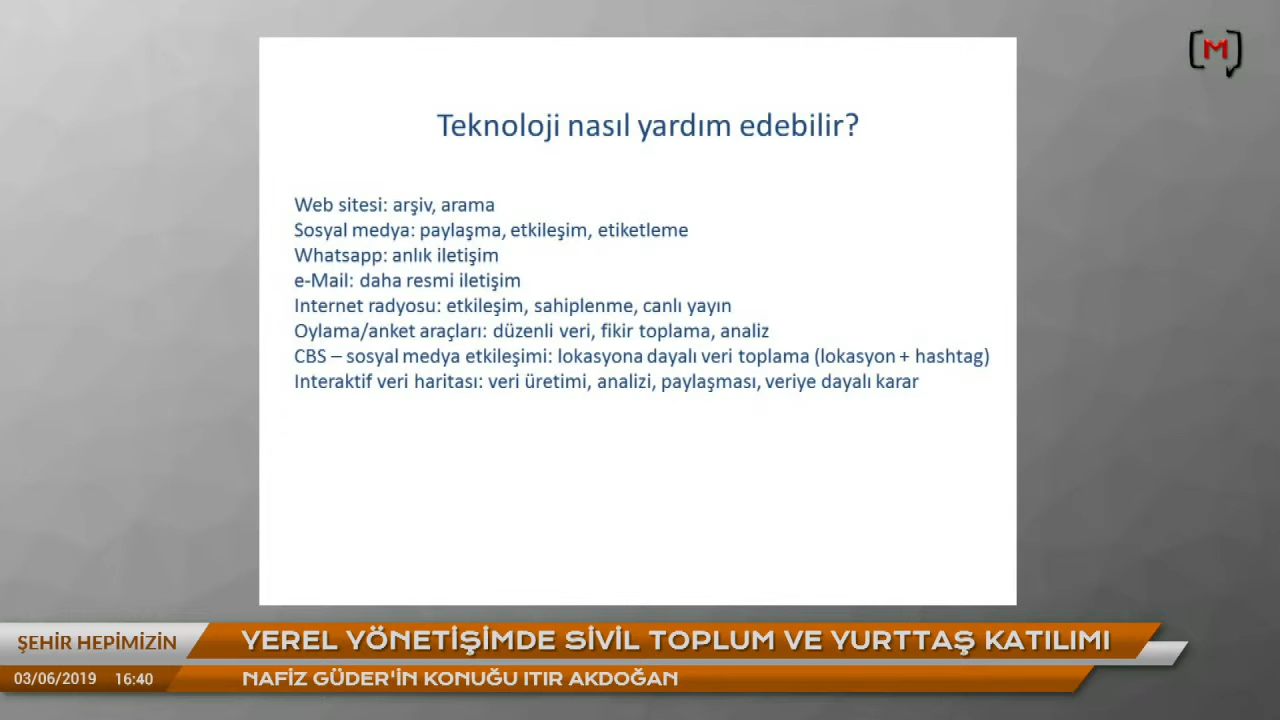 M
Teknoloji nasıl yardım edebilir?
Web sitesi: arşiv, arama
Sosyal medya: paylaşma, etkileşim, etiketleme
Whatsapp: anlık iletişim
e-Mail: daha resmi iletişim
Internet radyosu: etkileşim, sahiplenme, canlı yayın
Oylama/anket araçları: düzenli veri, fikir toplama, analiz
CBS – sosyal medya etkileşimi: lokasyona dayalı veri toplama (lokasyon + hashtag)
Interaktif veri haritası: veri üretimi, analizi, paylaşması, veriye dayalı karar
ŞEHİR HEPİMİZİN
YEREL YÖNETİŞİMDE SİVİL TOPLUM VE YURTTAŞ KATILIMI
03/06/2019 16:40
NAFİZ GÜDER'İN KONUĞU ITIR AKDOĞAN